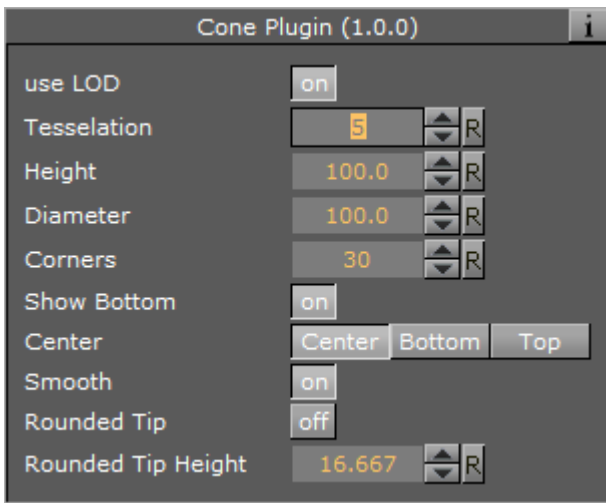 Cone Plugin (1.0.0) i
use LOD on
Tesselation 5 R
Height 100.0 R
Diameter 100.0 R
Corners 30 R
Show Bottom on
Center Center Bottom Top
Smooth on
Rounded Tip off
Rounded Tip Height 16.667 R